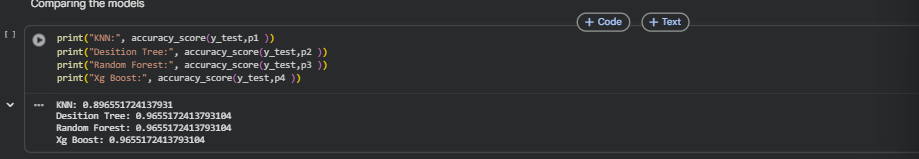 Comparing the models
+ Code + Text
[ ]
print("KNN:", accuracy_score(y_test,p1 ))
print("Desition Tree:", accuracy_score(y_test,p2 ))
print("Random Forest:", accuracy_score(y_test,p3 ))
print("Xg Boost:", accuracy_score(y_test,p4 ))
KNN: 0.896551724137931
Desition Tree: 0.9655172413793104
Random Forest: 0.9655172413793104
Xg Boost: 0.9655172413793104